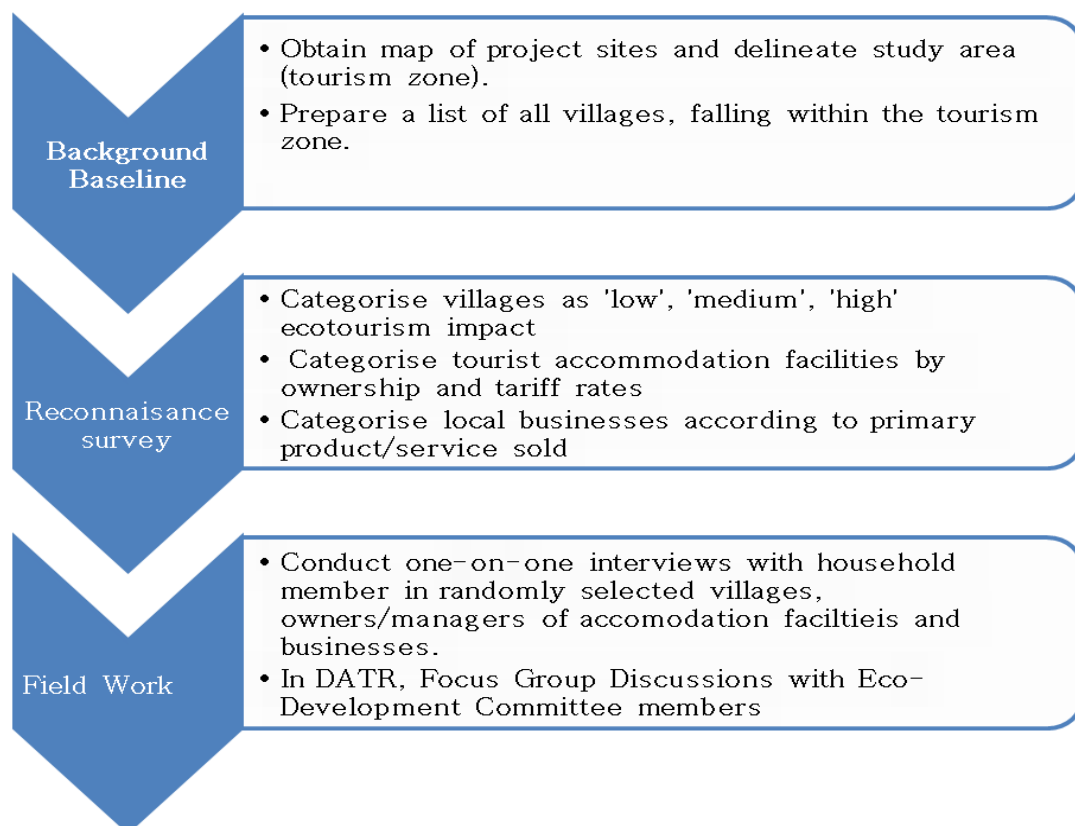 Background
Baseline
• Obtain map of project sites and delineate study area
(tourism zone).
• Prepare a list of all villages, falling within the tourism
zone.
Reconnaisance
survey
• Categorise villages as 'low', 'medium', 'high'
ecotourism impact
• Categorise tourist accommodation facilities by
ownership and tariff rates
• Categorise local businesses according to primary
product/service sold
Field Work
• Conduct one-on-one interviews with household
member in randomly selected villages,
owners/managers of accomodation faciltieis and
businesses.
• In DATR, Focus Group Discussions with Eco-
Development Committee members